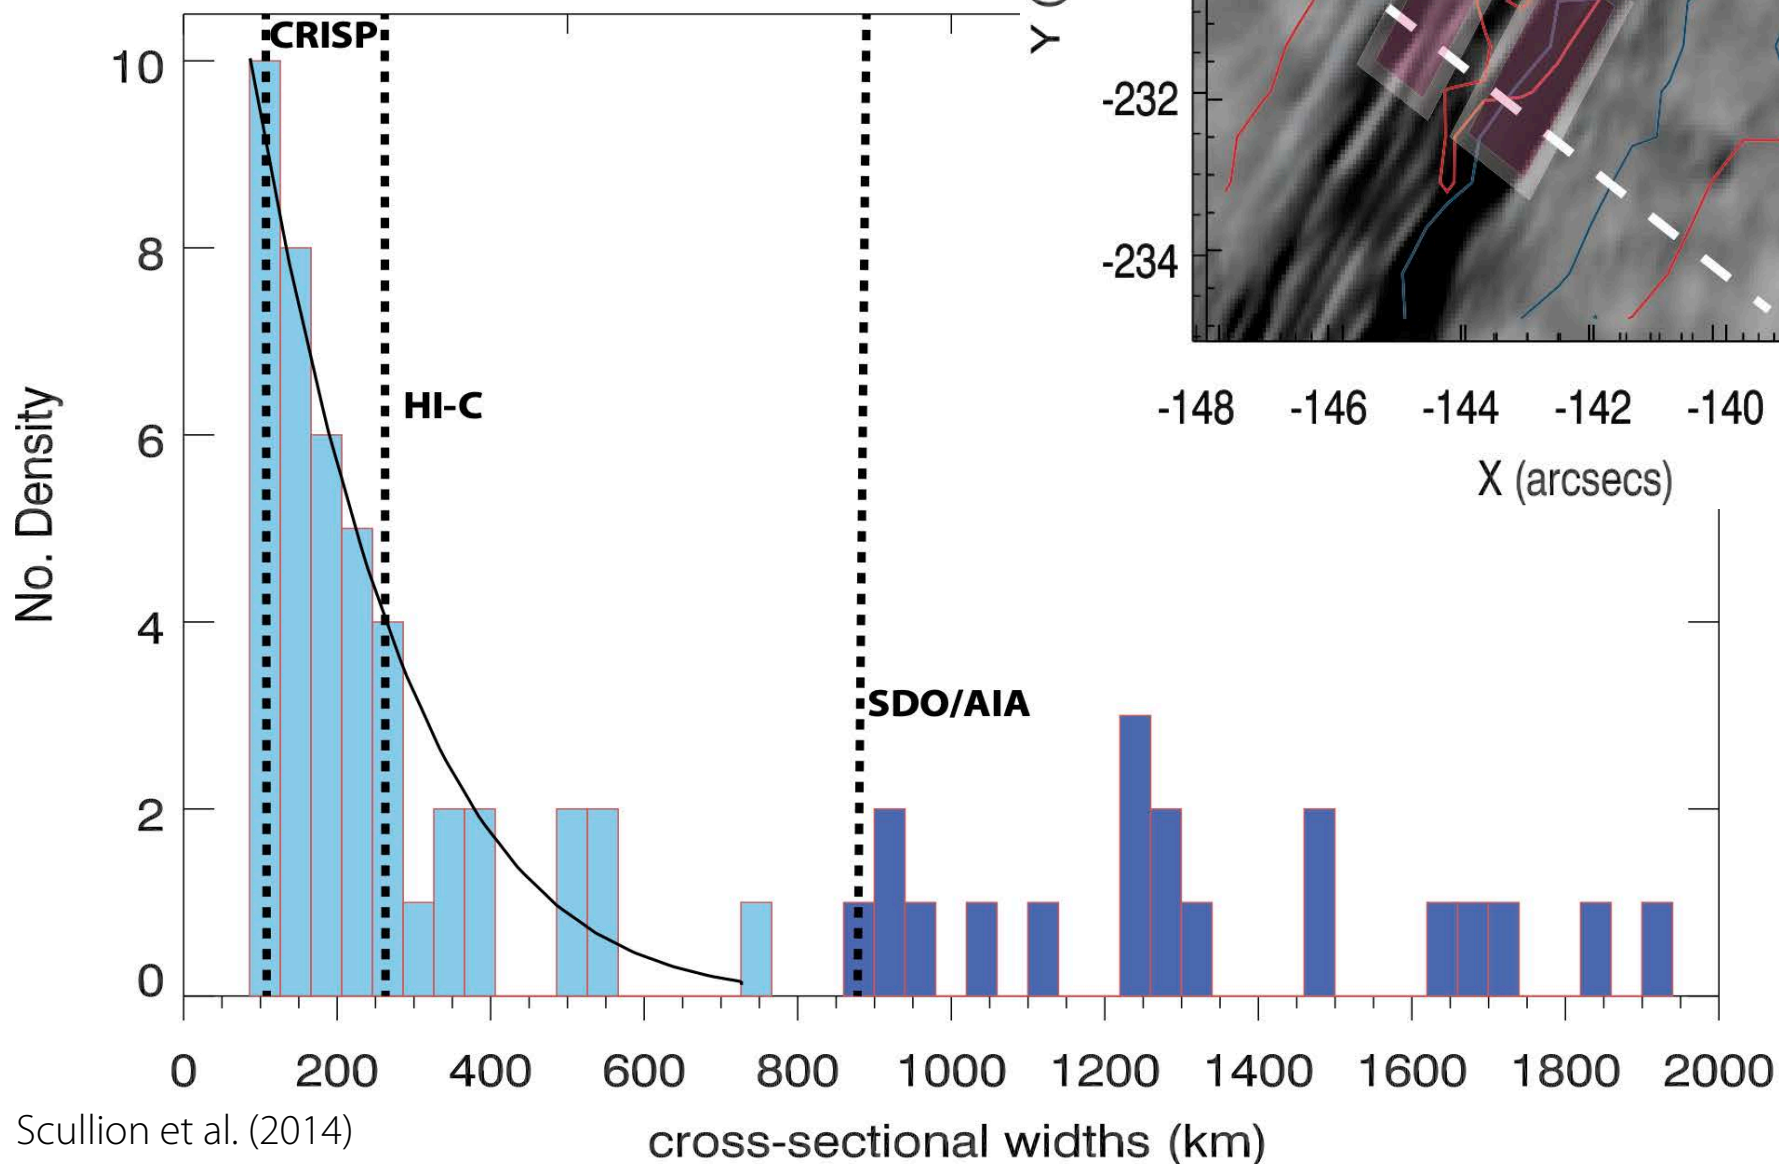 CRISP
HI-C
SDO/AIA
10
8
6
4
2
0
No. Density
0 200 400 600 800 1000 1200 1400 1600 1800 2000
cross-sectional widths (km)
Y (
-232
-234
-148 -146 -144 -142 -140
X (arcsecs)
Scullion et al. (2014)